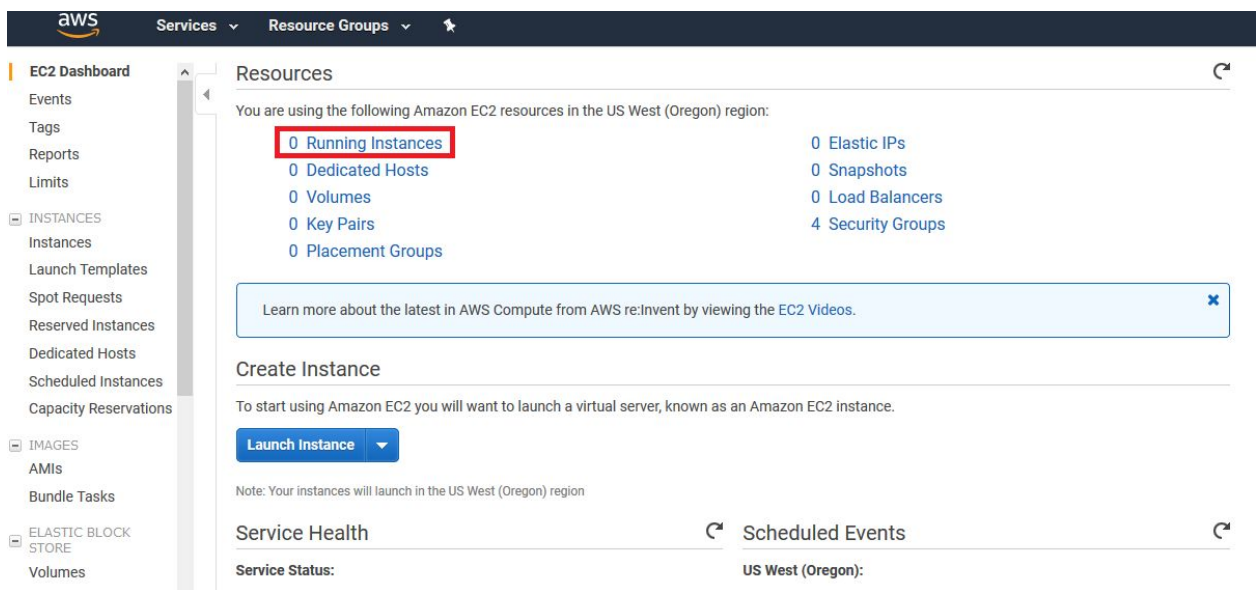 aws
Services
Resource Groups
EC2 Dashboard
Events
Tags
Reports
Limits
INSTANCES
Instances
Launch Templates
Spot Requests
Reserved Instances
Dedicated Hosts
Scheduled Instances
Capacity Reservations
IMAGES
AMIs
Bundle Tasks
ELASTIC BLOCK
STORE
Volumes
Resources
You are using the following Amazon EC2 resources in the US West (Oregon) region:
0 Running Instances
0 Dedicated Hosts
0 Volumes
0 Key Pairs
0 Placement Groups
0 Elastic IPs
0 Snapshots
0 Load Balancers
4 Security Groups
Learn more about the latest in AWS Compute from AWS re:Invent by viewing the EC2 Videos.
Create Instance
To start using Amazon EC2 you will want to launch a virtual server, known as an Amazon EC2 instance.
Launch Instance
Note: Your instances will launch in the US West (Oregon) region
Service Health
Service Status:
Scheduled Events
US West (Oregon):